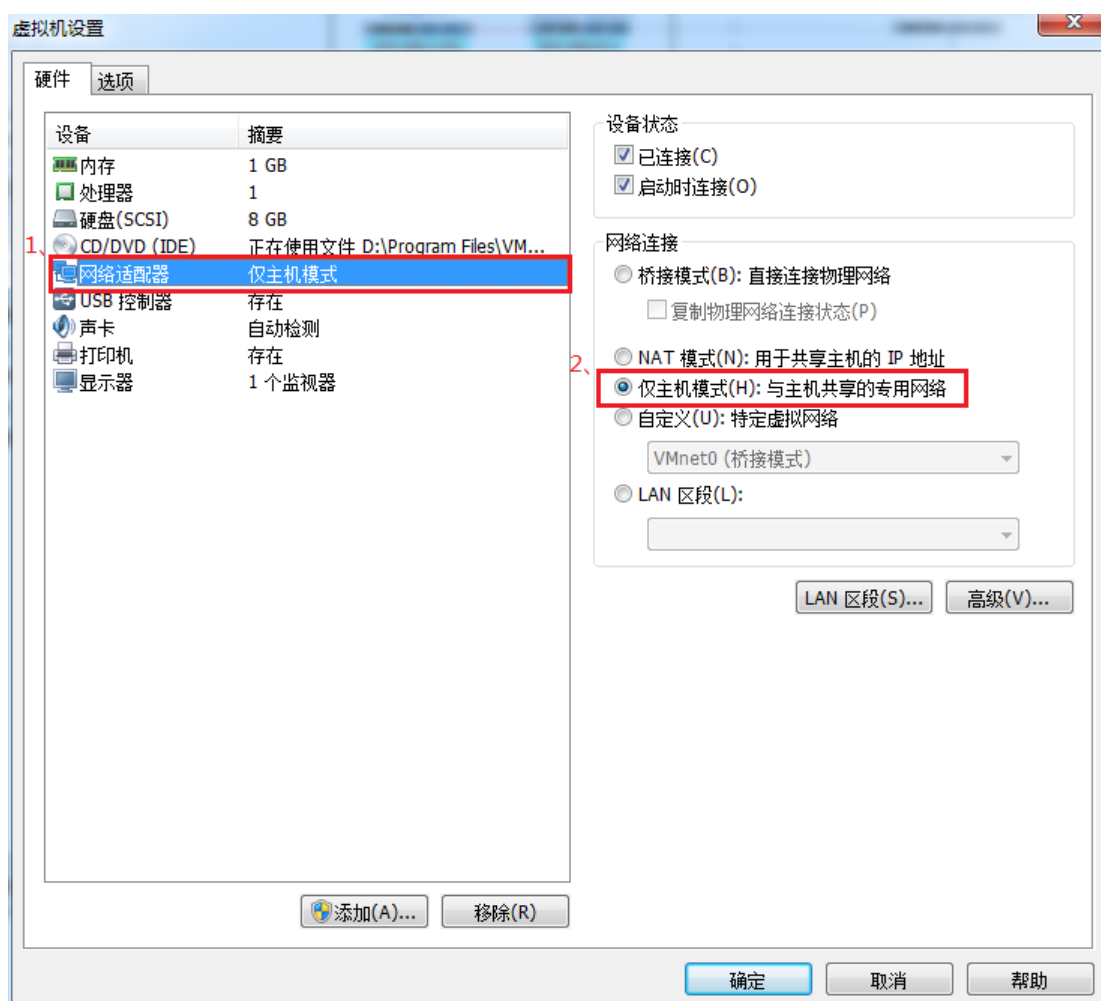 虚拟机设置
硬件 选项
设备 摘要
内存 1 GB
处理器 1
硬盘(SCSI) 8 GB
1、 CD/DVD (IDE) 正在使用文件 D:\Program Files\VM...
网络适配器 仅主机模式
USB 控制器 存在
声卡 自动检测
打印机 存在
显示器 1 个监视器
添加(A)... 移除(R)
设备状态
已连接(C)
启动时连接(O)
网络连接
桥接模式(B): 直接连接物理网络
复制物理网络连接状态(P)
2、 NAT 模式(N): 用于共享主机的 IP 地址
仅主机模式(H): 与主机共享的专用网络
自定义(U): 特定虚拟网络
VMnet0 (桥接模式)
LAN 区段(L):
LAN 区段(S)... 高级(V)...
确定 取消 帮助